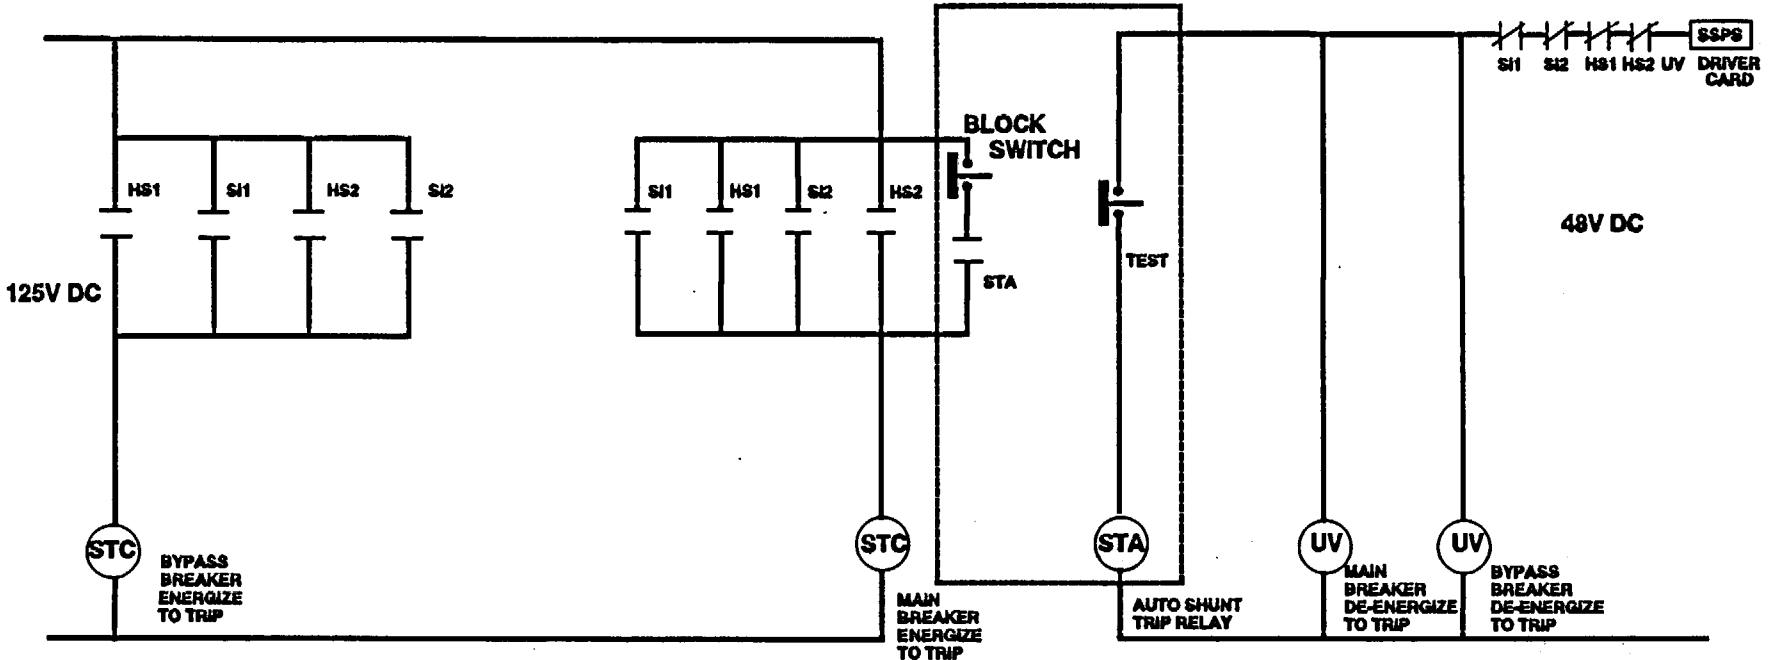 SSPS
SI1 SI2 HS1 HS2 UV DRIVER
CARD
BLOCK
SWITCH
HS1 SI1 HS2 SI2
SI1 HS1 SI2 HS2
48V DC
TEST
STA
125V DC
STC
STC
STA
UV
UV
BYPASS
BREAKER
ENERGIZE
TO TRIP
MAIN
BREAKER
ENERGIZE
TO TRIP
AUTO SHUNT
TRIP RELAY
MAIN
BREAKER
DE-ENERGIZE
TO TRIP
BYPASS
BREAKER
DE-ENERGIZE
TO TRIP